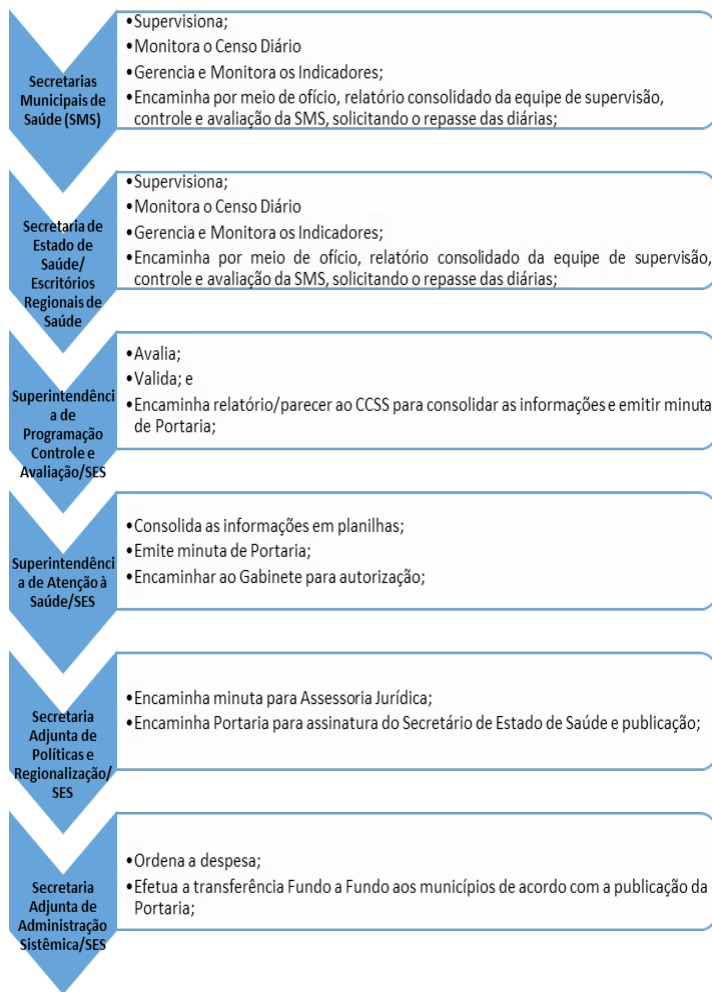 Secretarias
Municipais de
Saúde (SMS)
•Supervisiona;
•Monitora o Censo Diário
•Gerencia e Monitora os Indicadores;
•Encaminha por meio de ofício, relatório consolidado da equipe de supervisão,
controle e avaliação da SMS, solicitando o repasse das diárias;
Secretaria de
Estado de
Saúde/
Escritórios
Regionais de
Saúde
•Supervisiona;
•Monitora o Censo Diário
•Gerencia e Monitora os Indicadores;
•Encaminha por meio de ofício, relatório consolidado da equipe de supervisão,
controle e avaliação da SMS, solicitando o repasse das diárias;
Superintendênci
a de
Programação
Controle e
Avaliação/SES
•Avalia;
•Valida; e
•Encaminha relatório/parecer ao CCSS para consolidar as informações e emitir minuta
de Portaria;
Superintendênci
a de Atenção à
Saúde/SES
•Consolida as informações em planilhas;
•Emite minuta de Portaria;
•Encaminhar ao Gabinete para autorização;
Secretaria
Adjunta de
Políticas e
Regionalização/
SES
•Encaminha minuta para Assessoria Jurídica;
•Encaminha Portaria para assinatura do Secretário de Estado de Saúde e publicação;
Secretaria
Adjunta de
Administração
Sistêmica/SES
•Ordena a despesa;
•Efetua a transferência Fundo a Fundo aos municípios de acordo com a publicação da
Portaria;